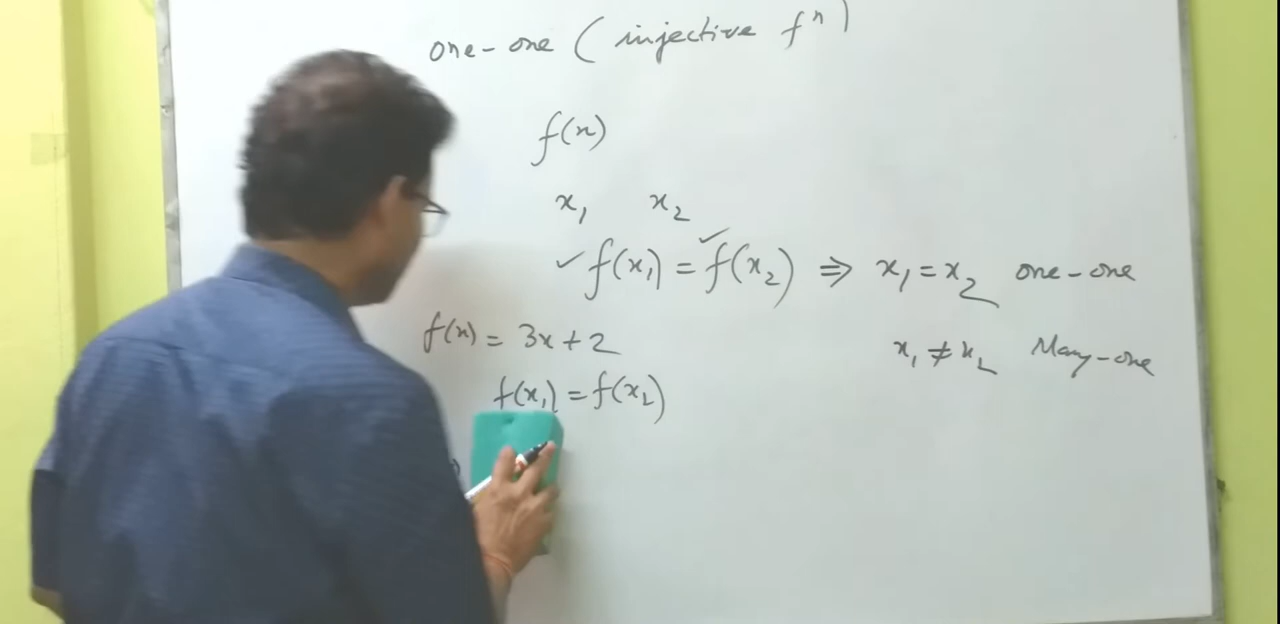 one-one (injective fⁿ)
f(x)
x₁ x₂
✓ f(x₁) = ✓f(x₂) ⇒ x₁ = x₂ one-one
f(x) = 3x + 2
x₁ ≠ x₂ Many-one
f(x₁) = f(x₂)